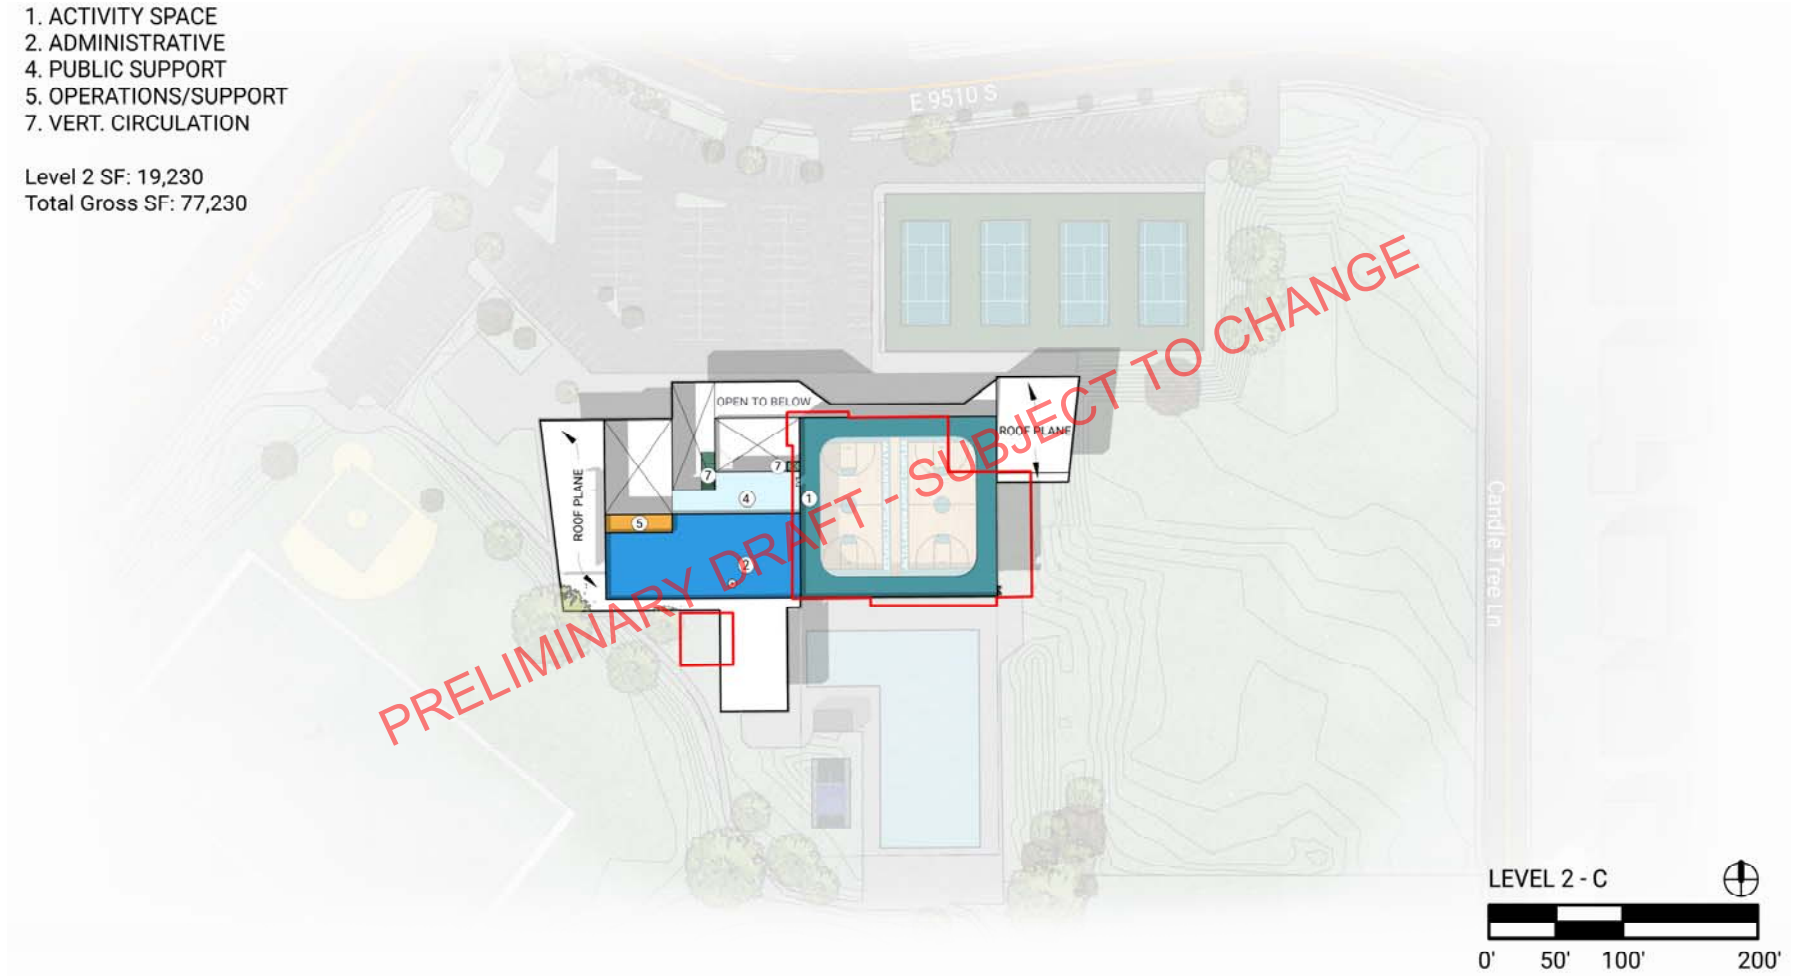 1. ACTIVITY SPACE
2. ADMINISTRATIVE
4. PUBLIC SUPPORT
5. OPERATIONS/SUPPORT
7. VERT. CIRCULATION
Level 2 SF: 19,230
Total Gross SF: 77,230
E 9510 S
OPEN TO BELOW
ROOF PLANE
ROOF PLANE
7
7
4
1
5
2
PRELIMINARY DRAFT - SUBJECT TO CHANGE
Candle Tree Ln
LEVEL 2 - C
0' 50' 100' 200'